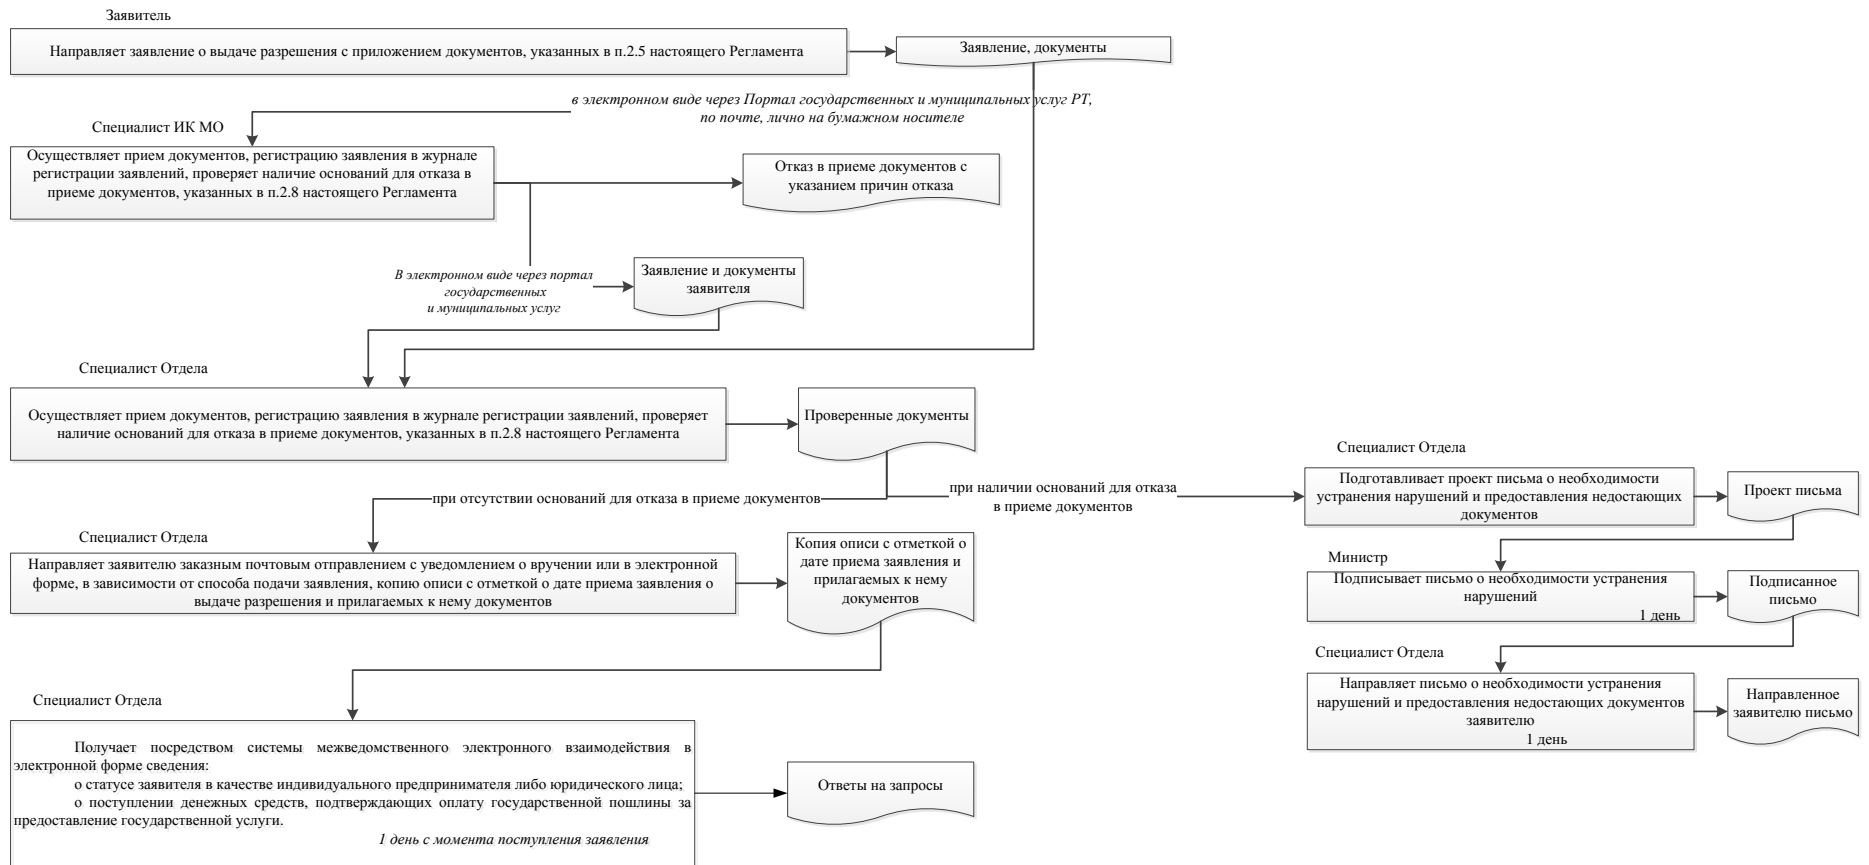 Заявитель
Направляет заявление о выдаче разрешения с приложением документов, указанных в п.2.5 настоящего Регламента
Заявление, документы
в электронном виде через Портал государственных и муниципальных услуг РТ,
по почте, лично на бумажном носителе
Специалист ИК МО
Осуществляет прием документов, регистрацию заявления в журнале
регистрации заявлений, проверяет наличие оснований для отказа в
приеме документов, указанных в п.2.8 настоящего Регламента
Отказ в приеме документов с
указанием причин отказа
В электронном виде через портал
государственных
и муниципальных услуг
Заявление и документы
заявителя
Специалист Отдела
Осуществляет прием документов, регистрацию заявления в журнале регистрации заявлений, проверяет
наличие оснований для отказа в приеме документов, указанных в п.2.8 настоящего Регламента
Проверенные документы
при отсутствии оснований для отказа в приеме документов
при наличии оснований для отказа
в приеме документов
Специалист Отдела
Подготавливает проект письма о необходимости
устранения нарушений и предоставления недостающих
документов
Проект письма
Специалист Отдела
Направляет заявителю заказным почтовым отправлением с уведомлением о вручении или в электронной
форме, в зависимости от способа подачи заявления, копию описи с отметкой о дате приема заявления о
выдаче разрешения и прилагаемых к нему документов
Копия описи с отметкой о
дате приема заявления и
прилагаемых к нему
документов
Министр
Подписывает письмо о необходимости устранения
нарушений
1 день
Подписанное
письмо
Специалист Отдела
Направляет письмо о необходимости устранения
нарушений и предоставления недостающих документов
заявителю
1 день
Направленное
заявителю письмо
Специалист Отдела
Получает посредством системы межведомственного электронного взаимодействия в
электронной форме сведения:
о статусе заявителя в качестве индивидуального предпринимателя либо юридического лица;
о поступлении денежных средств, подтверждающих оплату государственной пошлины за
предоставление государственной услуги.
1 день с момента поступления заявления
Ответы на запросы